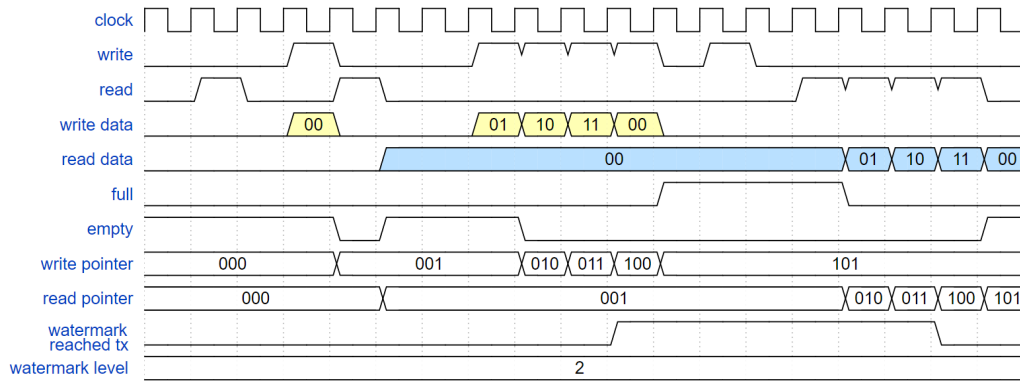 clock
write
read
write data 00 01 10 11 00
read data 00 01 10 11 00
full
empty
write pointer 000 001 010 011 100 101
read pointer 000 001 010 011 100 101
watermark
reached tx
watermark level 2